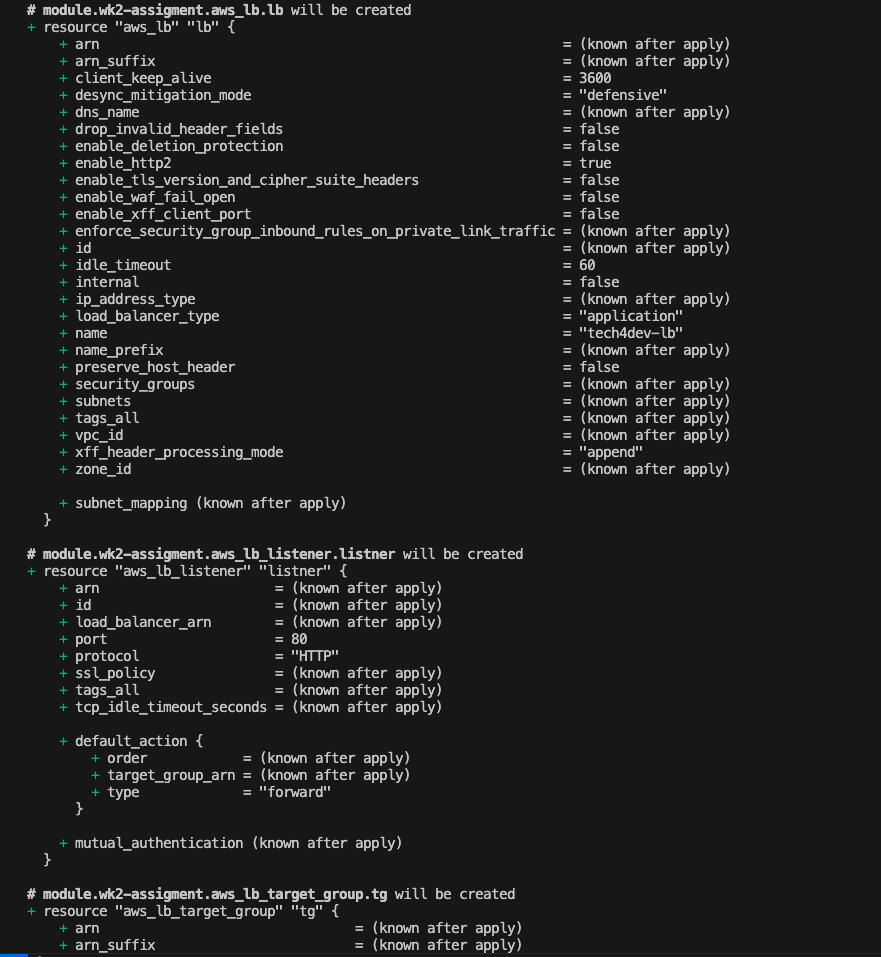 # module.wk2-assigment.aws_lb.lb will be created
+ resource "aws_lb" "lb" {
+ arn = (known after apply)
+ arn_suffix = (known after apply)
+ client_keep_alive = 3600
+ desync_mitigation_mode = "defensive"
+ dns_name = (known after apply)
+ drop_invalid_header_fields = false
+ enable_deletion_protection = false
+ enable_http2 = true
+ enable_tls_version_and_cipher_suite_headers = false
+ enable_waf_fail_open = false
+ enable_xff_client_port = false
+ enforce_security_group_inbound_rules_on_private_link_traffic = (known after apply)
+ id = (known after apply)
+ idle_timeout = 60
+ internal = false
+ ip_address_type = (known after apply)
+ load_balancer_type = "application"
+ name = "tech4dev-lb"
+ name_prefix = (known after apply)
+ preserve_host_header = false
+ security_groups = (known after apply)
+ subnets = (known after apply)
+ tags_all = (known after apply)
+ vpc_id = (known after apply)
+ xff_header_processing_mode = "append"
+ zone_id = (known after apply)
+ subnet_mapping (known after apply)
}
# module.wk2-assigment.aws_lb_listener.listner will be created
+ resource "aws_lb_listener" "listner" {
+ arn = (known after apply)
+ id = (known after apply)
+ load_balancer_arn = (known after apply)
+ port = 80
+ protocol = "HTTP"
+ ssl_policy = (known after apply)
+ tags_all = (known after apply)
+ tcp_idle_timeout_seconds = (known after apply)
+ default_action {
+ order = (known after apply)
+ target_group_arn = (known after apply)
+ type = "forward"
}
+ mutual_authentication (known after apply)
}
# module.wk2-assigment.aws_lb_target_group.tg will be created
+ resource "aws_lb_target_group" "tg" {
+ arn = (known after apply)
+ arn_suffix = (known after apply)